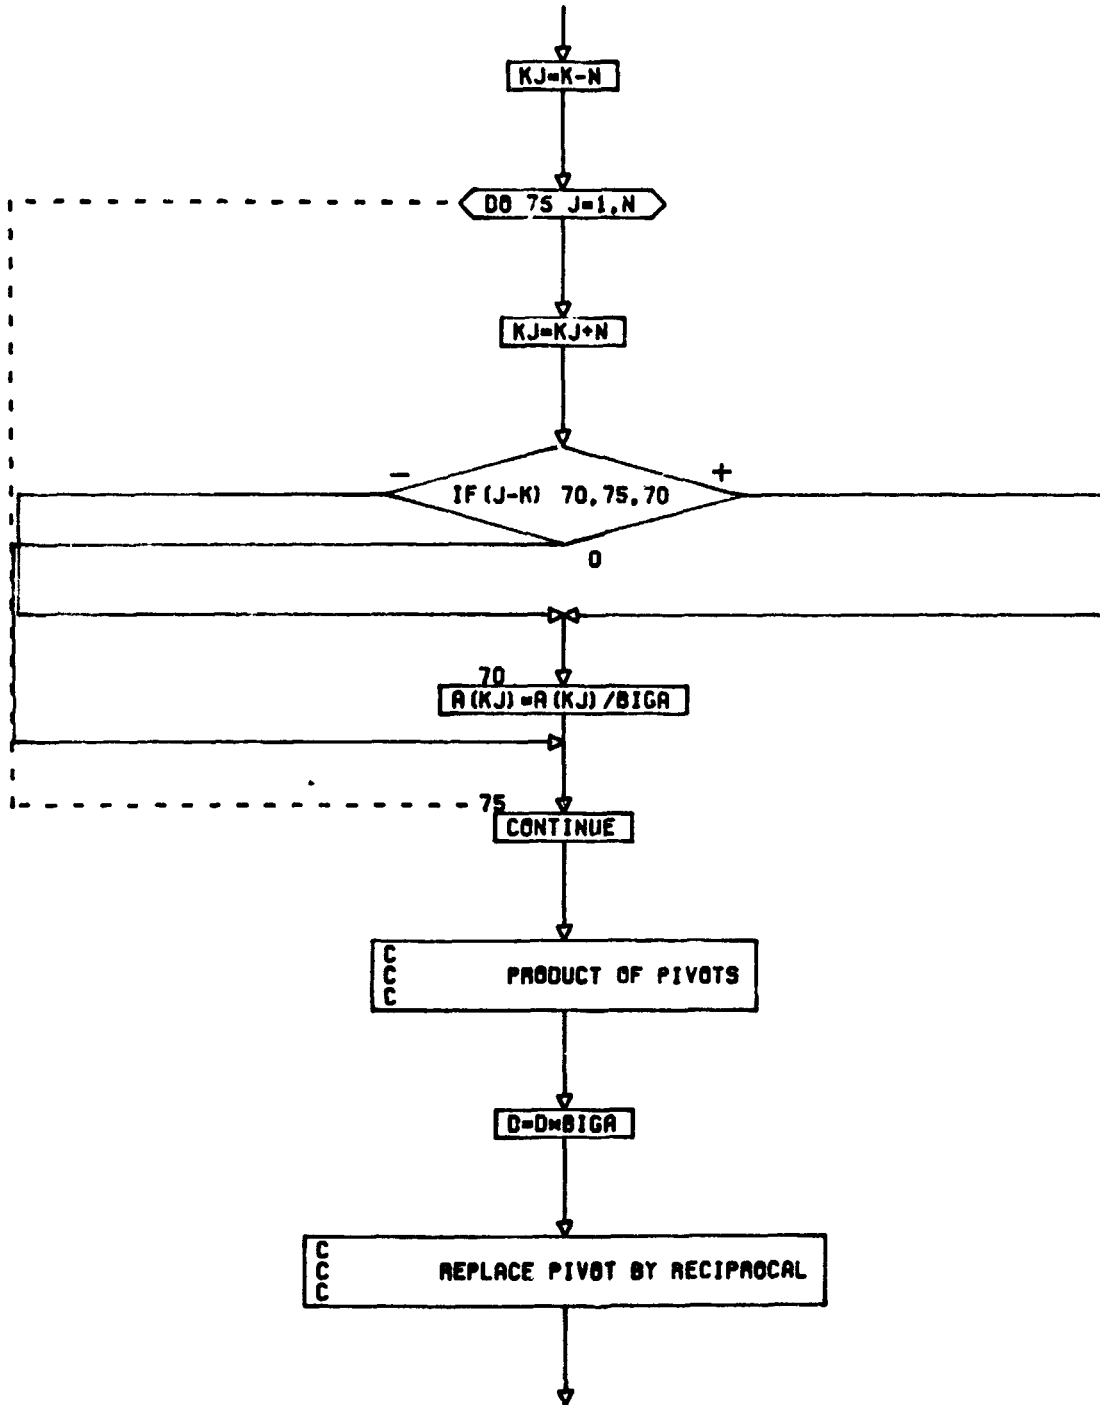 KJ=K-N
DO 75 J=1,N
KJ=KJ+N
- +
IF(J-K) 70,75,70
0
70
A(KJ)=A(KJ)/BIGA
75
CONTINUE
C
C PRODUCT OF PIVOTS
C
D=D*BIGA
C
C REPLACE PIVOT BY RECIPROCAL
C